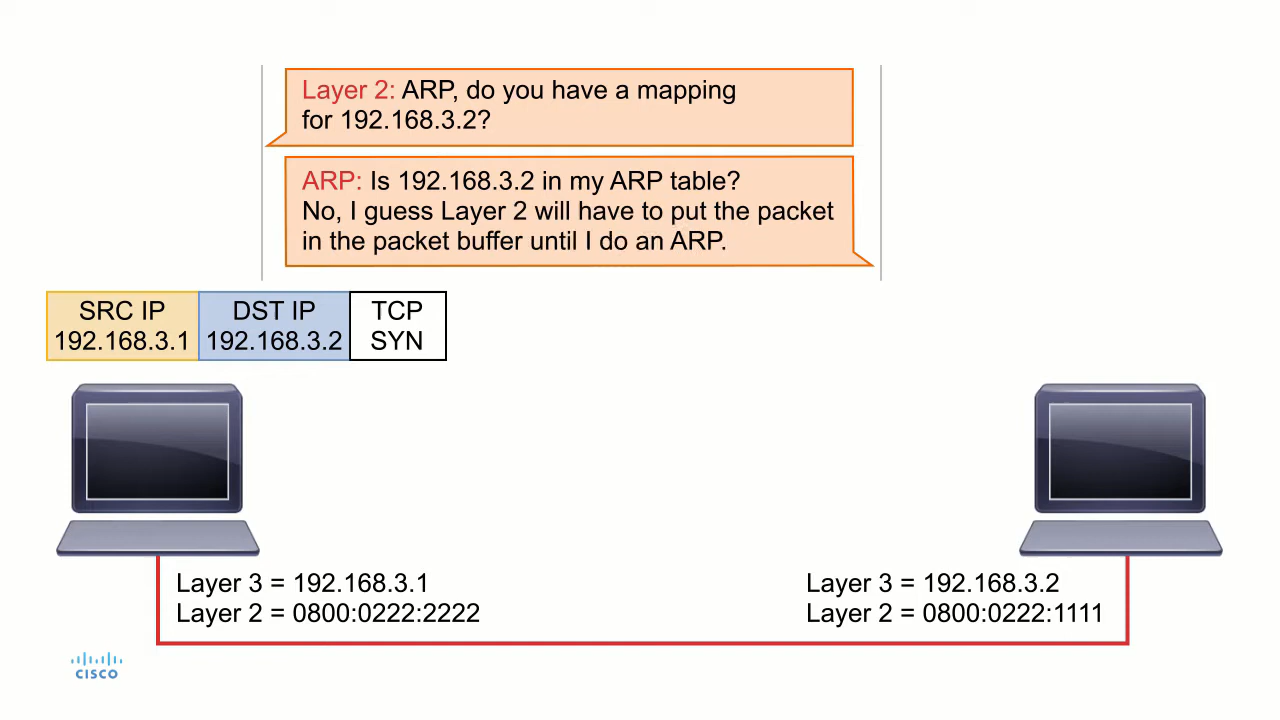 Layer 2: ARP, do you have a mapping
for 192.168.3.2?
ARP: Is 192.168.3.2 in my ARP table?
No, I guess Layer 2 will have to put the packet
in the packet buffer until I do an ARP.
SRC IP
192.168.3.1
DST IP
192.168.3.2
TCP
SYN
Layer 3 = 192.168.3.1
Layer 2 = 0800:0222:2222
Layer 3 = 192.168.3.2
Layer 2 = 0800:0222:1111
CISCO